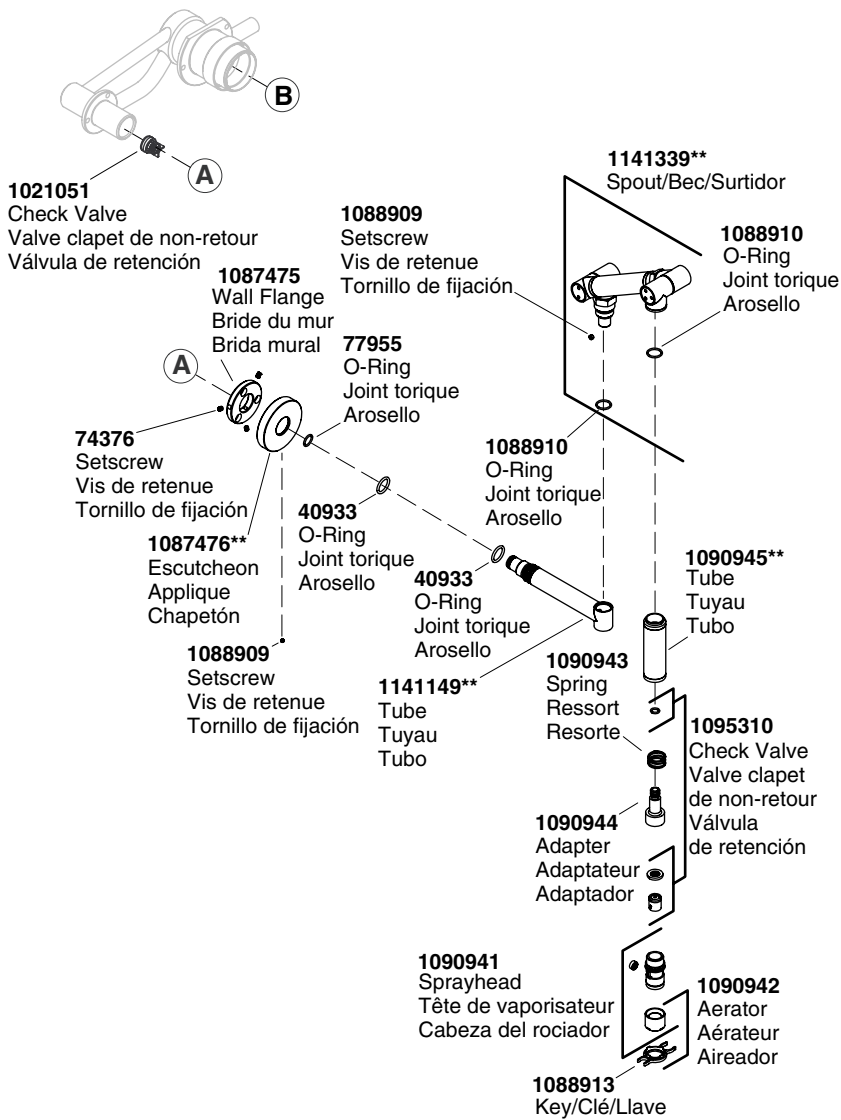 B
A
1021051
Check Valve
Valve clapet de non-retour
Válvula de retención
1141339**
Spout/Bec/Surtidor
1088909
Setscrew
Vis de retenue
Tornillo de fijación
1088910
O-Ring
Joint torique
Arosello
1087475
Wall Flange
Bride du mur
Brida mural
A
77955
O-Ring
Joint torique
Arosello
74376
Setscrew
Vis de retenue
Tornillo de fijación
1088910
O-Ring
Joint torique
Arosello
40933
O-Ring
Joint torique
Arosello
1087476**
Escutcheon
Applique
Chapetón
40933
O-Ring
Joint torique
Arosello
1090945**
Tube
Tuyau
Tubo
1088909
Setscrew
Vis de retenue
Tornillo de fijación
1141149**
Tube
Tuyau
Tubo
1090943
Spring
Ressort
Resorte
1095310
Check Valve
Valve clapet
de non-retour
Válvula
de retención
1090944
Adapter
Adaptateur
Adaptador
1090941
Sprayhead
Tête de vaporisateur
Cabeza del rociador
1090942
Aerator
Aérateur
Aireador
1088913
Key/Clé/Llave